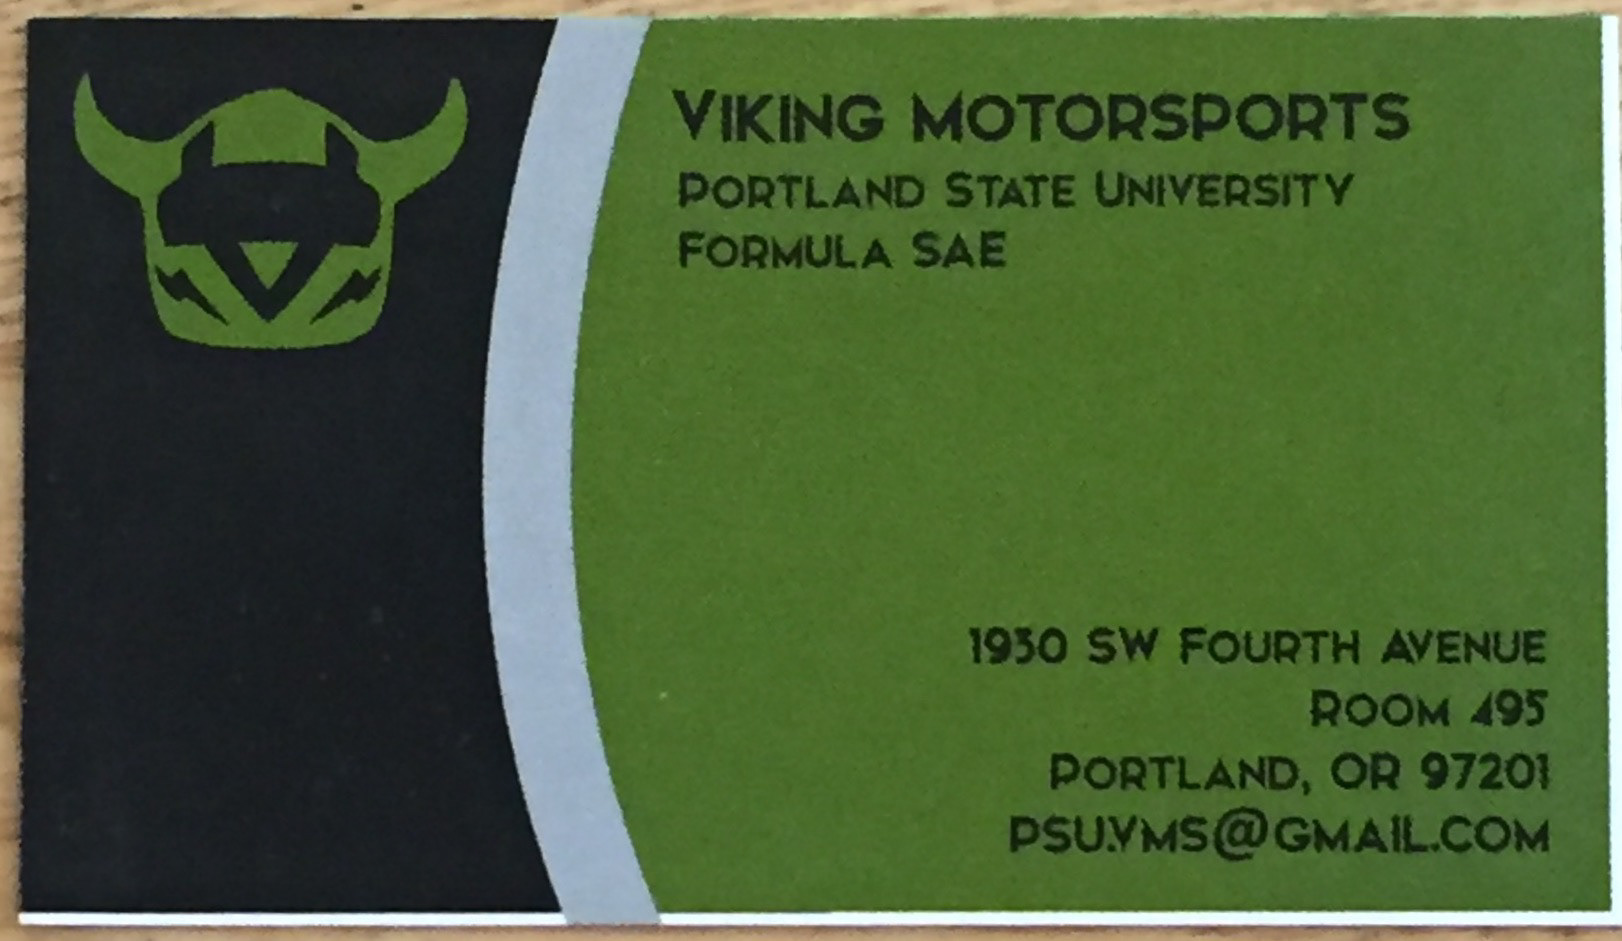 VIKING MOTORSPORTS
PORTLAND STATE UNIVERSITY
FORMULA SAE
1930 SW FOURTH AVENUE
ROOM 495
PORTLAND, OR 97201
PSU.VMS@GMAIL.COM